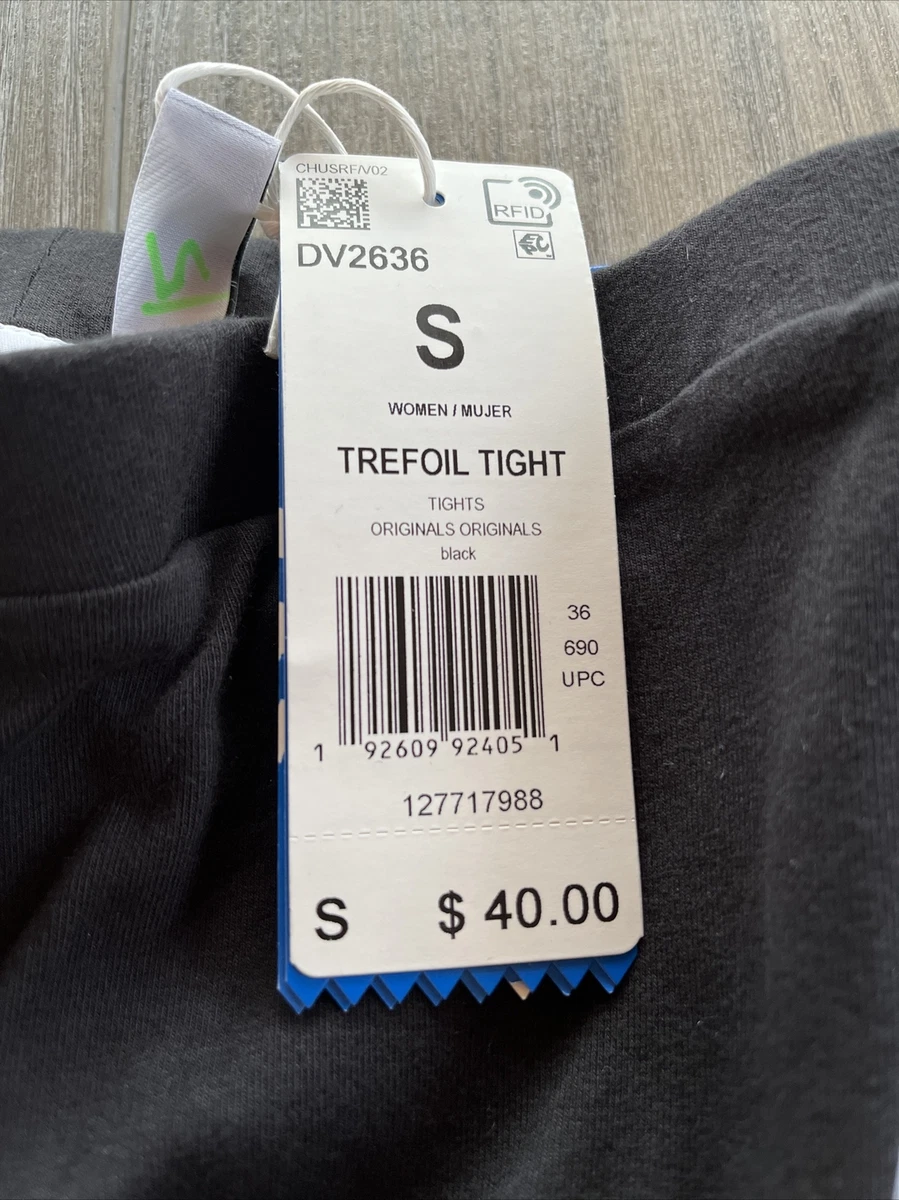 CHUSRF/V02
RFID
DV2636
S
WOMEN / MUJER
TREFOIL TIGHT
TIGHTS
ORIGINALS ORIGINALS
black
36
690
UPC
1 92609 92405 1
127717988
S $ 40.00